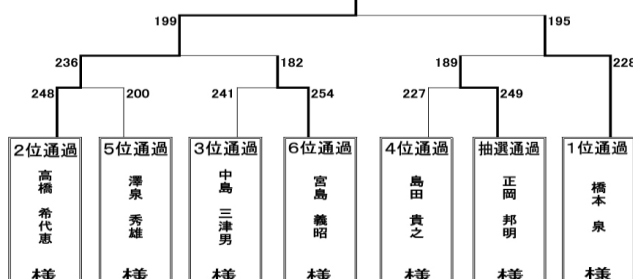 199 195
236 182 189 228
248 200 241 254 227 249
2位通過 5位通過 3位通過 6位通過 4位通過 抽選通過 1位通過
高橋 希代恵 澤泉 秀雄 中島 三津男 宮島 義昭 島田 貴之 正岡 邦明 橋本 泉
様 様 様 様 様 様 様